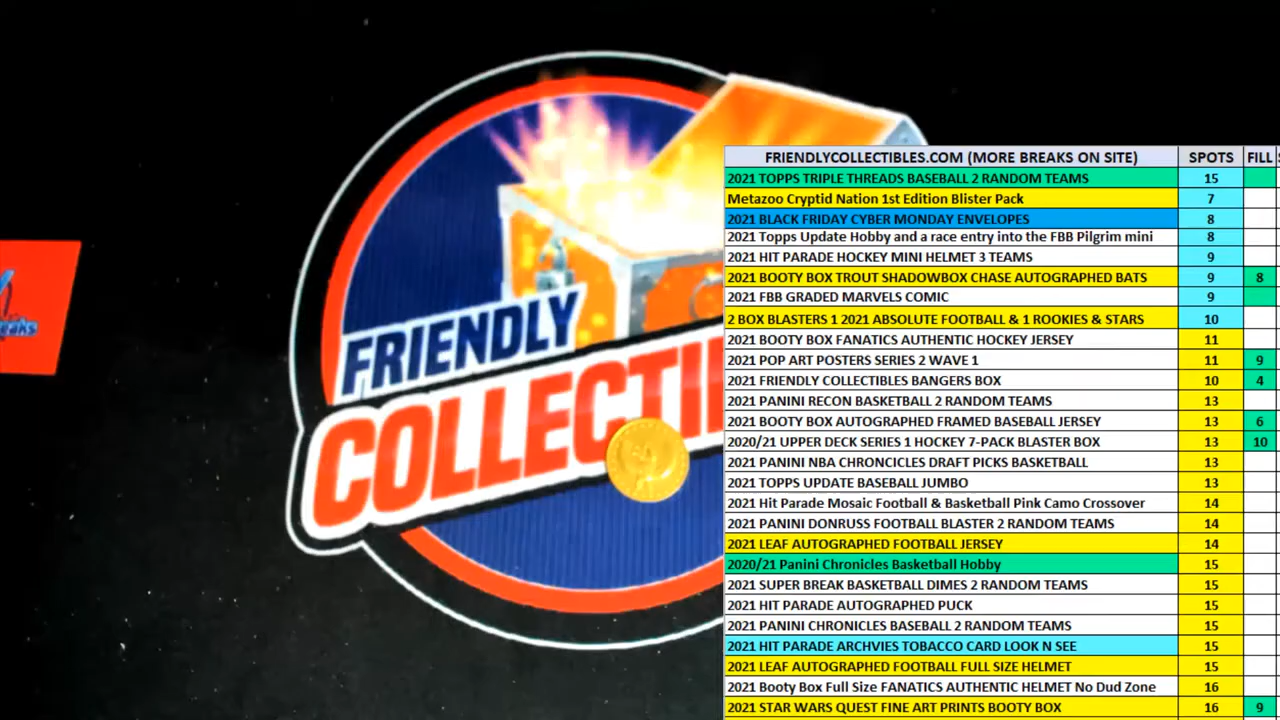 eaks
FRIENDLY
COLLECTI
FRIENDLYCOLLECTIBLES.COM (MORE BREAKS ON SITE) SPOTS FILL
2021 TOPPS TRIPLE THREADS BASEBALL 2 RANDOM TEAMS 15
Metazoo Cryptid Nation 1st Edition Blister Pack 7
2021 BLACK FRIDAY CYBER MONDAY ENVELOPES 8
2021 Topps Update Hobby and a race entry into the FBB Pilgrim mini 8
2021 HIT PARADE HOCKEY MINI HELMET 3 TEAMS 9
2021 BOOTY BOX TROUT SHADOWBOX CHASE AUTOGRAPHED BATS 9 8
2021 FBB GRADED MARVELS COMIC 9
2 BOX BLASTERS 1 2021 ABSOLUTE FOOTBALL & 1 ROOKIES & STARS 10
2021 BOOTY BOX FANATICS AUTHENTIC HOCKEY JERSEY 11
2021 POP ART POSTERS SERIES 2 WAVE 1 11 9
2021 FRIENDLY COLLECTIBLES BANGERS BOX 10 4
2021 PANINI RECON BASKETBALL 2 RANDOM TEAMS 13
2021 BOOTY BOX AUTOGRAPHED FRAMED BASEBALL JERSEY 13 6
2020/21 UPPER DECK SERIES 1 HOCKEY 7-PACK BLASTER BOX 13 10
2021 PANINI NBA CHRONCICLES DRAFT PICKS BASKETBALL 13
2021 TOPPS UPDATE BASEBALL JUMBO 13
2021 Hit Parade Mosaic Football & Basketball Pink Camo Crossover 14
2021 PANINI DONRUSS FOOTBALL BLASTER 2 RANDOM TEAMS 14
2021 LEAF AUTOGRAPHED FOOTBALL JERSEY 14
2020/21 Panini Chronicles Basketball Hobby 15
2021 SUPER BREAK BASKETBALL DIMES 2 RANDOM TEAMS 15
2021 HIT PARADE AUTOGRAPHED PUCK 15
2021 PANINI CHRONICLES BASEBALL 2 RANDOM TEAMS 15
2021 HIT PARADE ARCHVIES TOBACCO CARD LOOK N SEE 15
2021 LEAF AUTOGRAPHED FOOTBALL FULL SIZE HELMET 15
2021 Booty Box Full Size FANATICS AUTHENTIC HELMET No Dud Zone 16
2021 STAR WARS QUEST FINE ART PRINTS BOOTY BOX 16 9